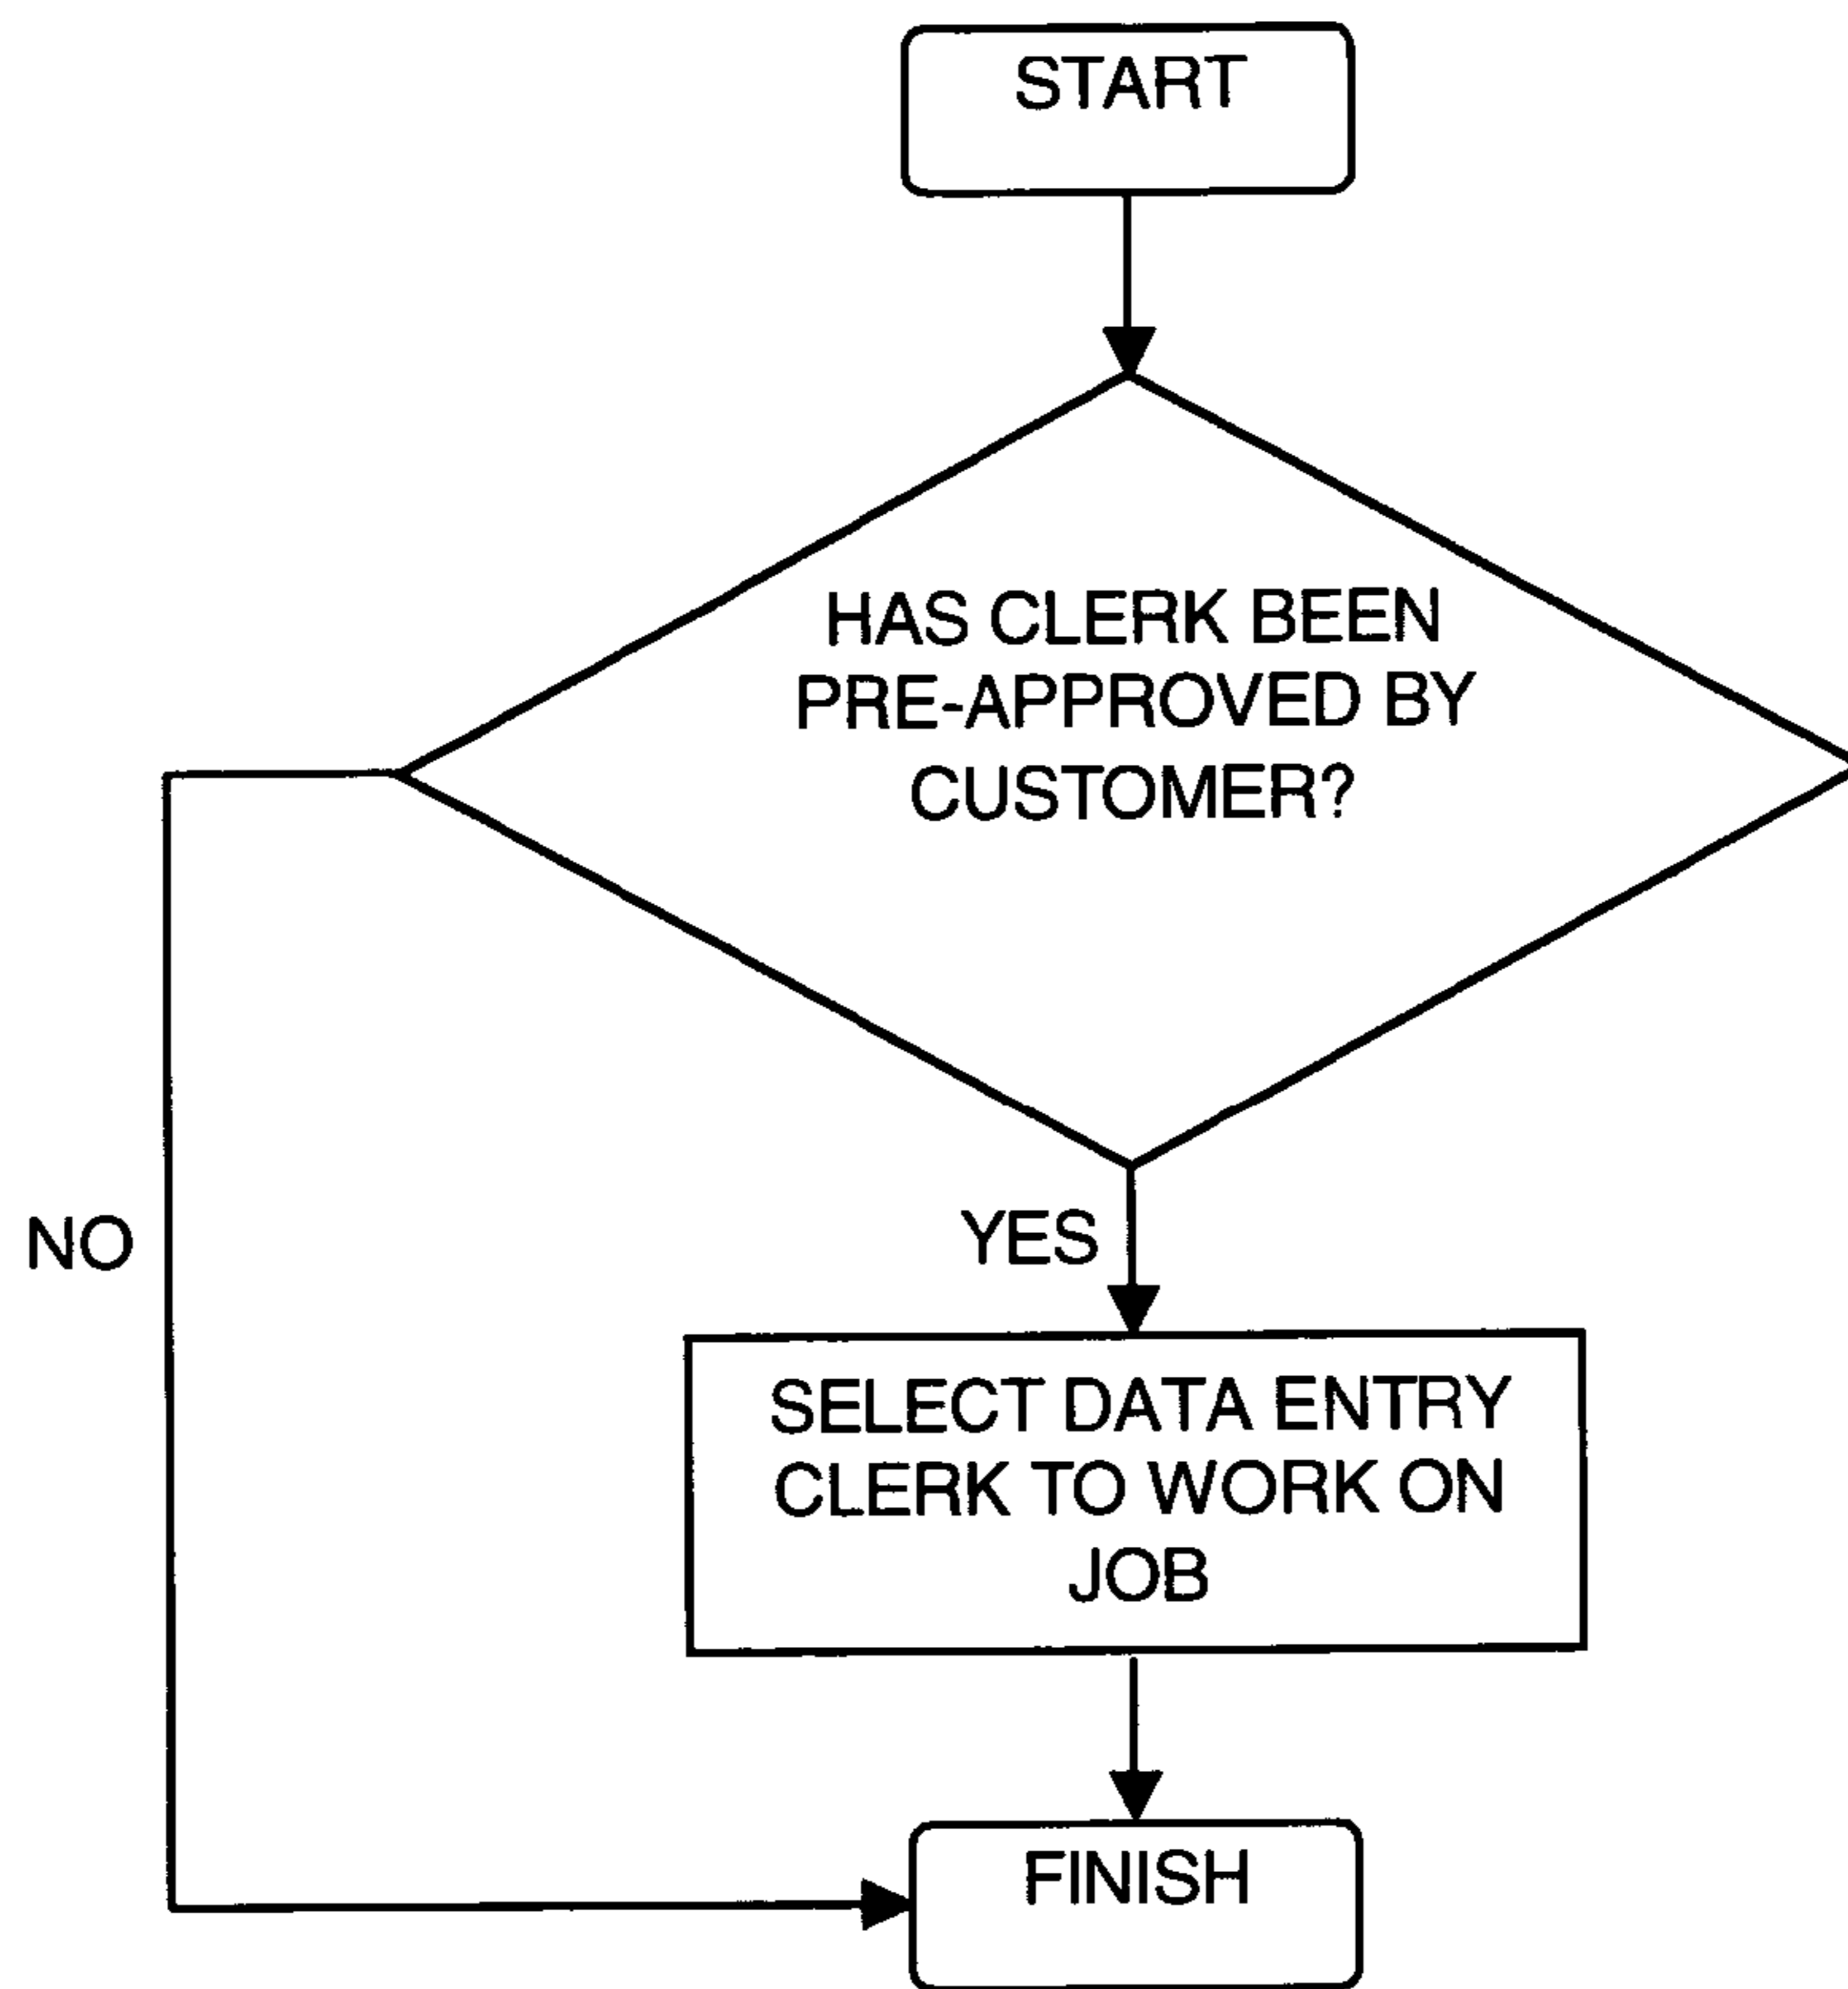 START
HAS CLERK BEEN
PRE-APPROVED BY
CUSTOMER?
NO
YES
SELECT DATA ENTRY
CLERK TO WORK ON
JOB
FINISH